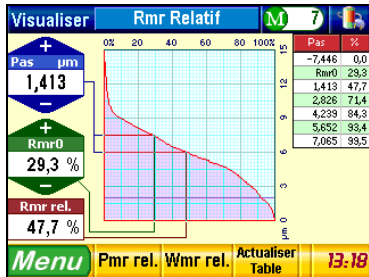 Visualiser Rmr Relatif M 7
Pas µm
1,413
Rmr0
29,3 %
Rmr rel.
47,7 %
0% 20 40 60 80 100%
15
12
9
6
3
0
µm
Pas %
-7,446 0,0
Rmr0 29,3
1,413 47,7
2,826 71,4
4,239 84,3
5,652 93,4
7,065 99,5
Menu Pmr rel. Wmr rel. Actualiser Table 13:18